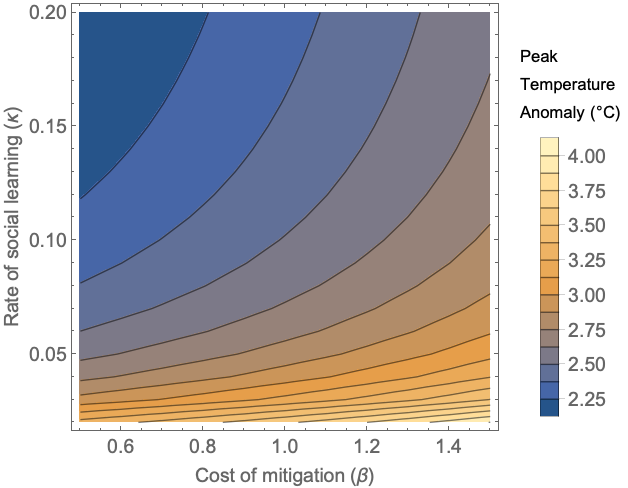 0.20
0.15
0.10
0.05
Rate of social learning (κ)
0.6 0.8 1.0 1.2 1.4
Cost of mitigation (β)
Peak
Temperature
Anomaly (°C)
4.00
3.75
3.50
3.25
3.00
2.75
2.50
2.25